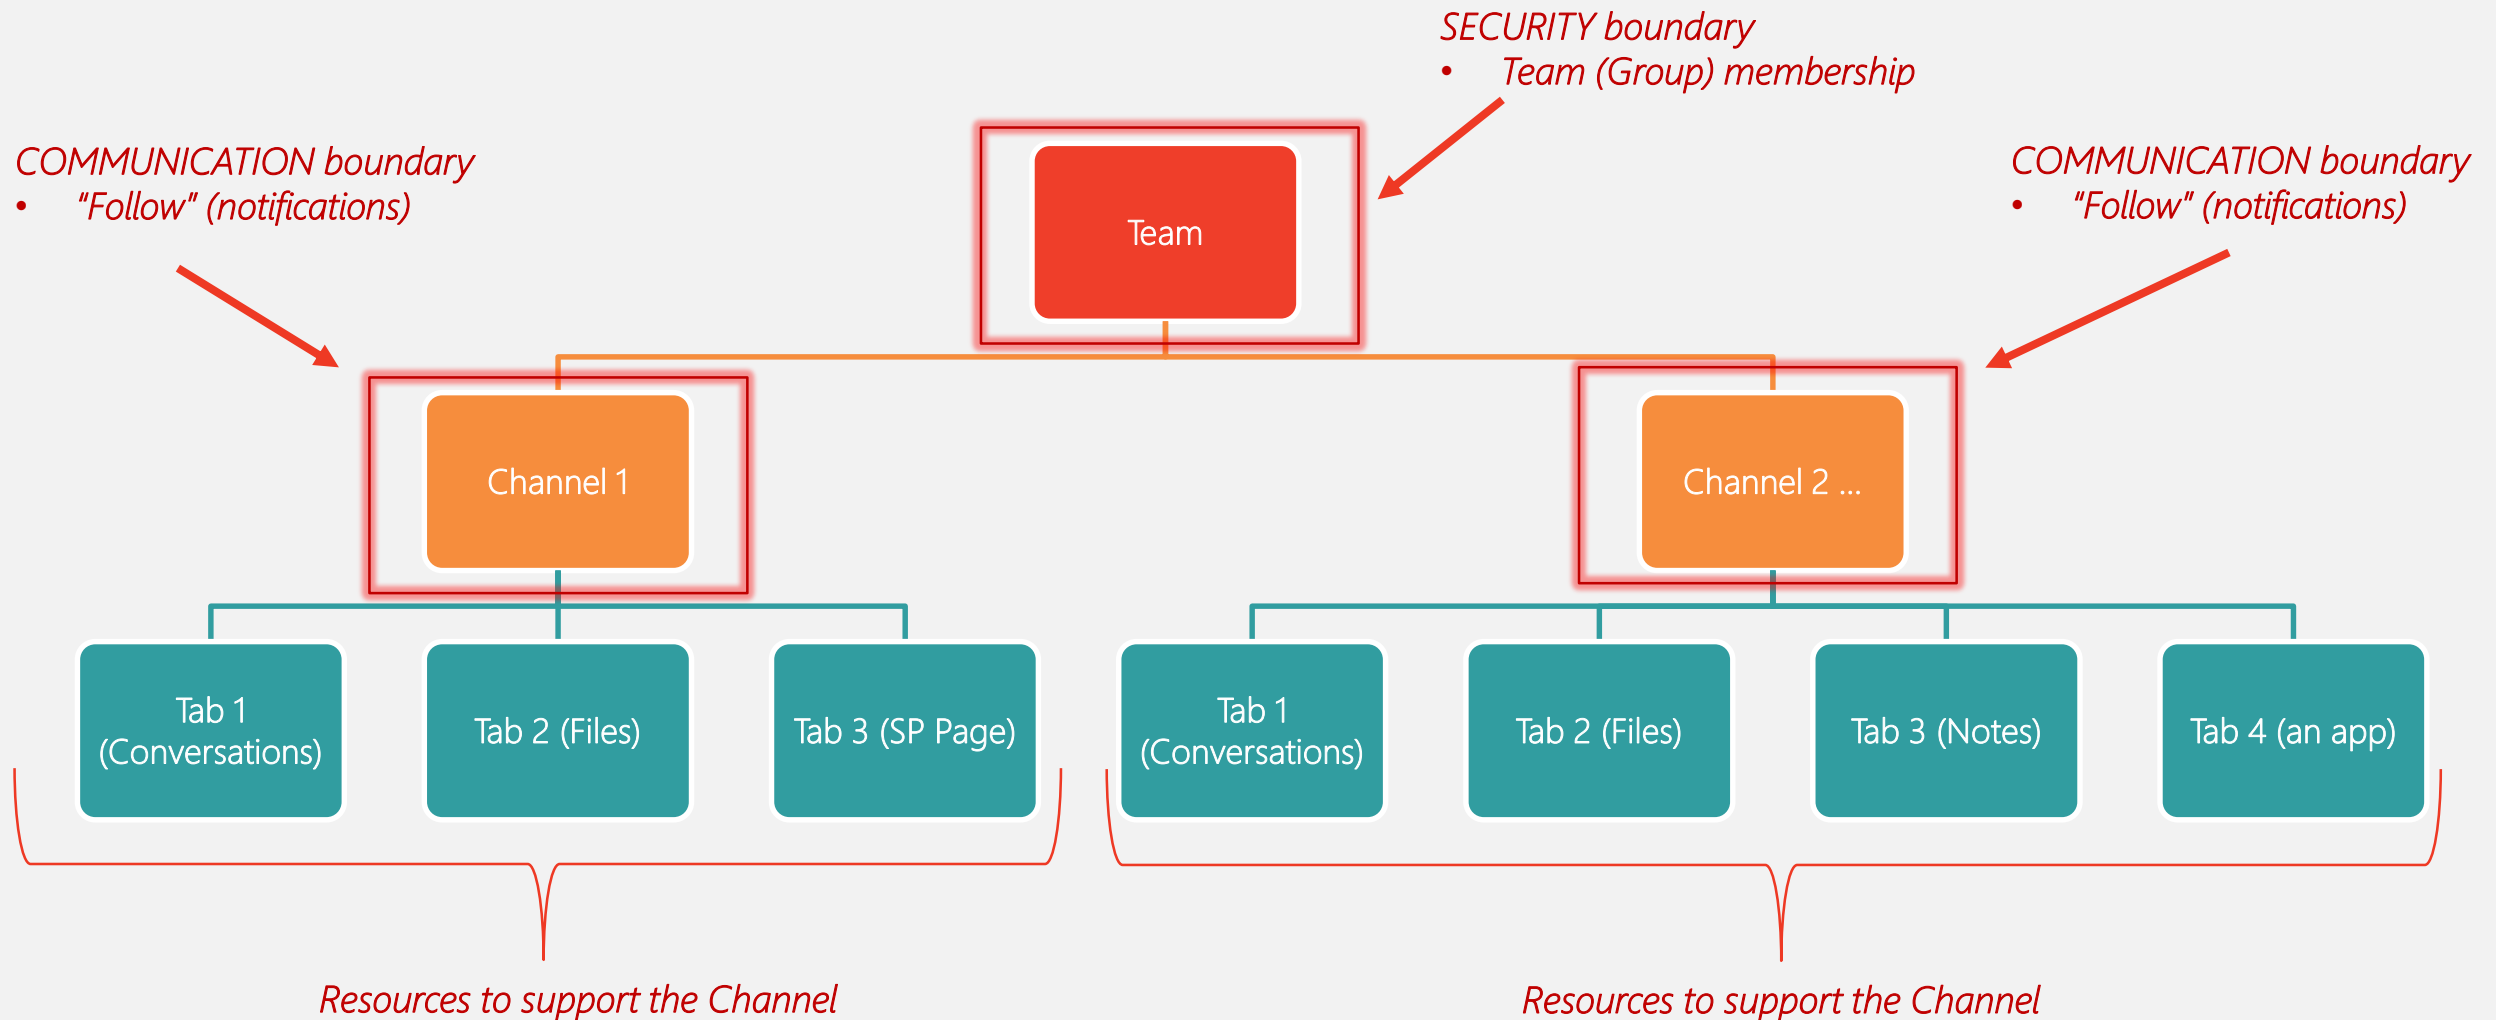 SECURITY boundary
• Team (Group) membership
COMMUNICATION boundary
• “Follow” (notifications)
COMMUNICATION boundary
• “Follow” (notifications)
Team
Channel 1
Channel 2 ...
Tab 1
(Conversations)
Tab 2 (Files)
Tab 3 (SP Page)
Tab 1
(Conversations)
Tab 2 (Files)
Tab 3 (Notes)
Tab 4 (an app)
Resources to support the Channel
Resources to support the Channel